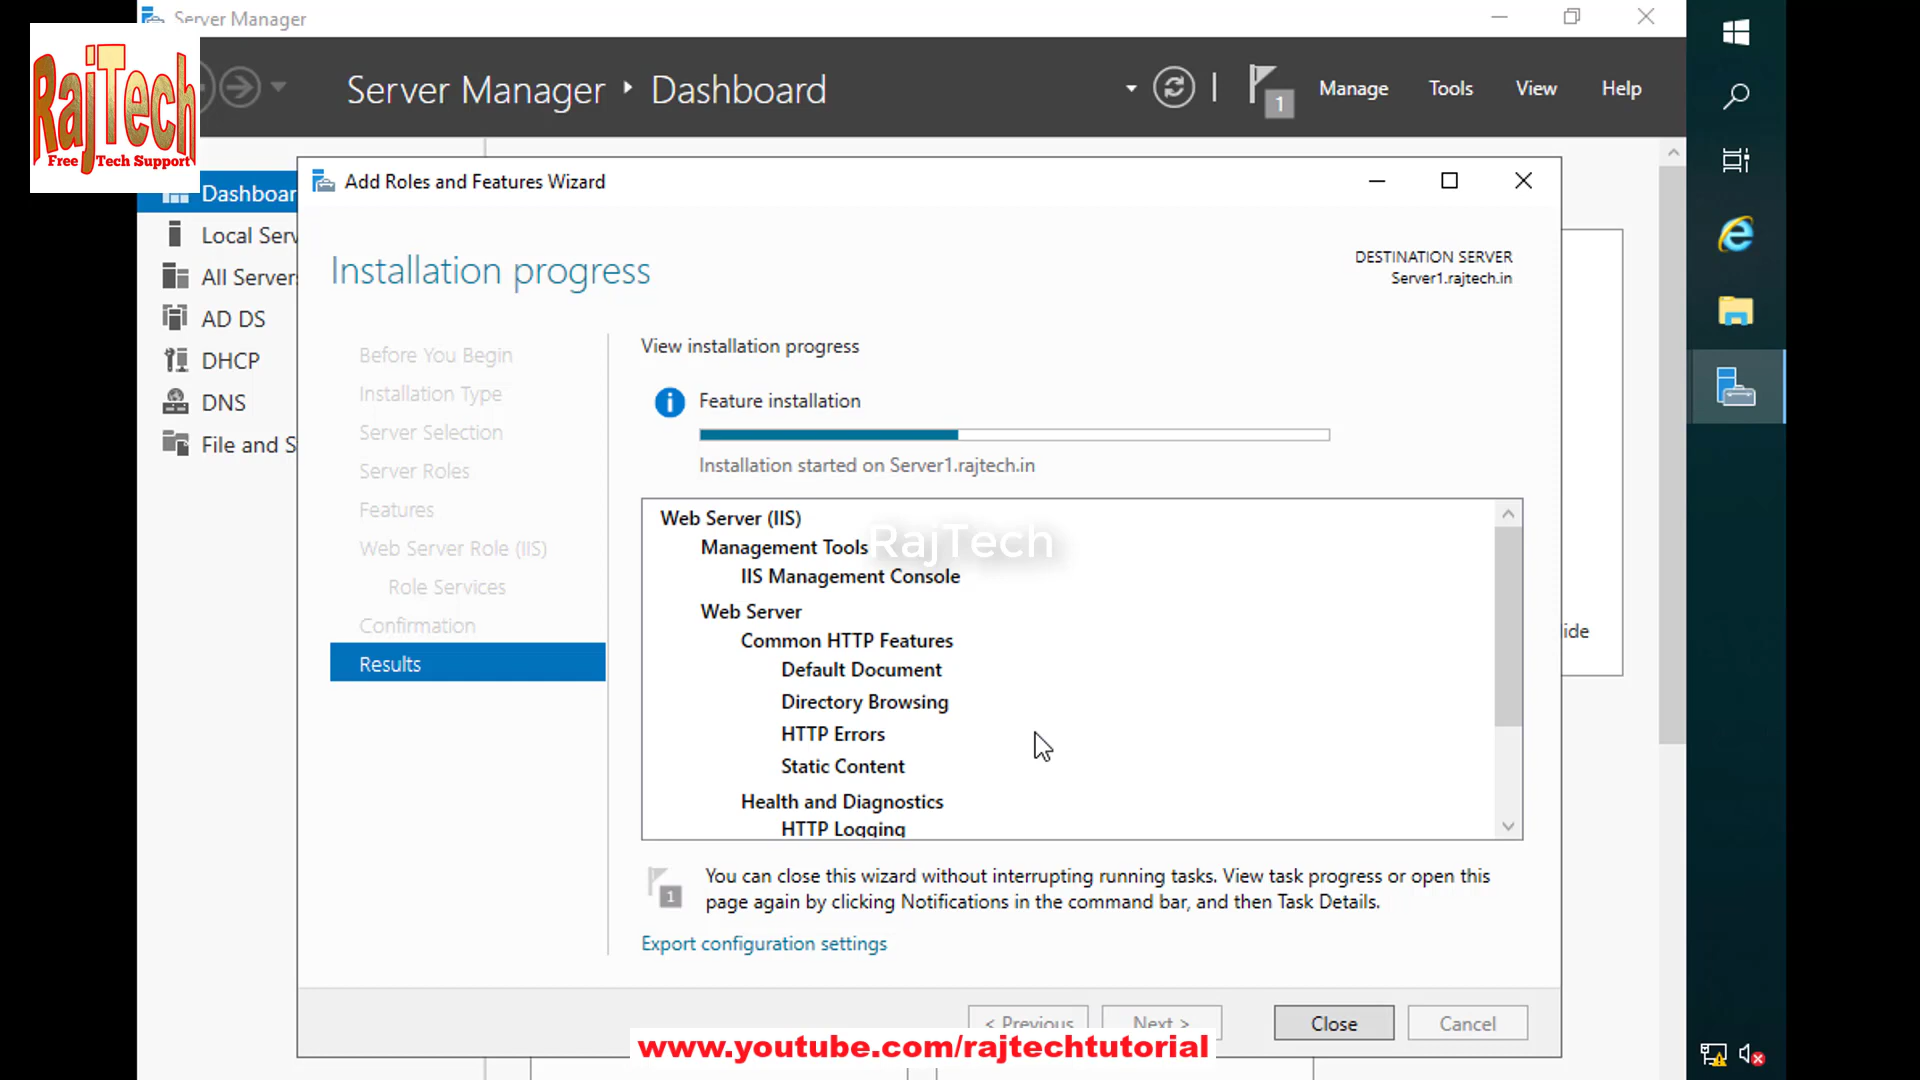 Server Manager
RajTech
Free Tech Support
Server Manager
Dashboard
1
Manage
Tools
View
Help
Dashboar
Local Serv
All Server
AD DS
DHCP
DNS
File and S
Add Roles and Features Wizard
Installation progress
DESTINATION SERVER
Server1.rajtech.in
Before You Begin
Installation Type
Server Selection
Server Roles
Features
Web Server Role (IIS)
Role Services
Confirmation
Results
View installation progress
Feature installation
Installation started on Server1.rajtech.in
Web Server (IIS)
Management Tools
RajTech
IIS Management Console
Web Server
Common HTTP Features
Default Document
Directory Browsing
HTTP Errors
Static Content
Health and Diagnostics
HTTP Logging
ide
1
You can close this wizard without interrupting running tasks. View task progress or open this
page again by clicking Notifications in the command bar, and then Task Details.
Export configuration settings
< Previous
Next >
Close
Cancel
www.youtube.com/rajtechtutorial